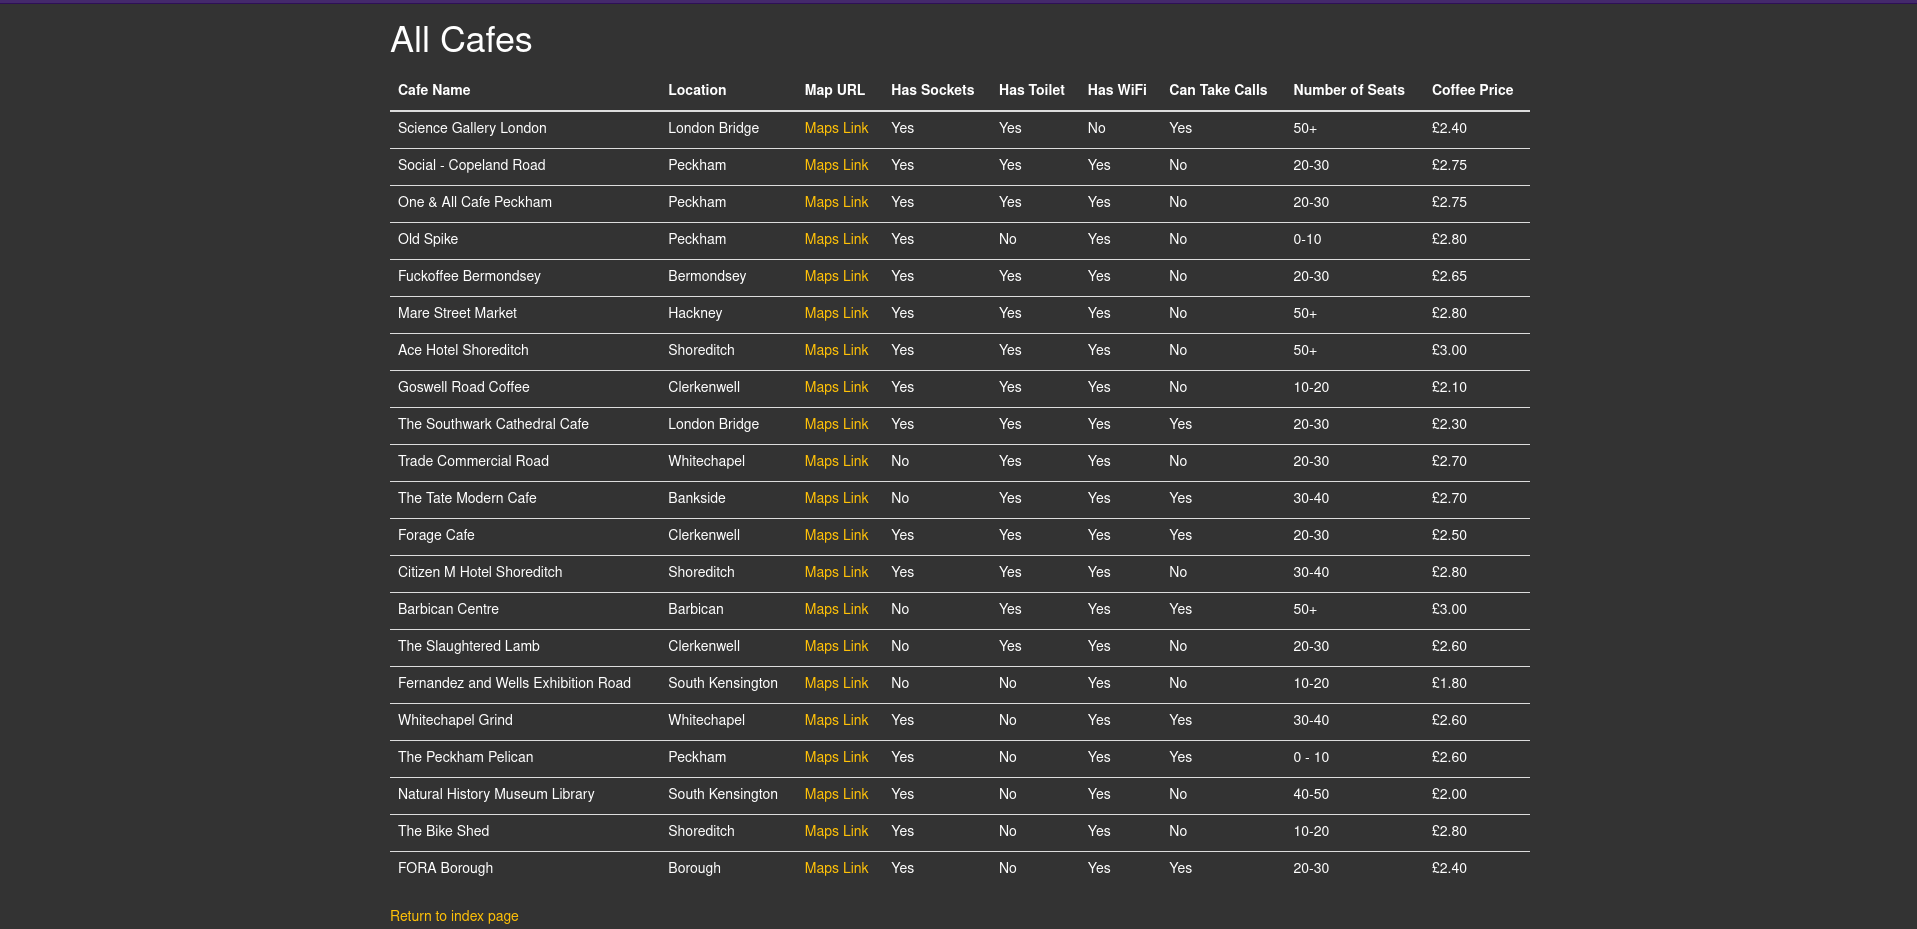 All Cafes
Cafe Name Location Map URL Has Sockets Has Toilet Has WiFi Can Take Calls Number of Seats Coffee Price
Science Gallery London London Bridge Maps Link Yes Yes No Yes 50+ £2.40
Social - Copeland Road Peckham Maps Link Yes Yes Yes No 20-30 £2.75
One & All Cafe Peckham Peckham Maps Link Yes Yes Yes No 20-30 £2.75
Old Spike Peckham Maps Link Yes No Yes No 0-10 £2.80
Fuckoffee Bermondsey Bermondsey Maps Link Yes Yes Yes No 20-30 £2.65
Mare Street Market Hackney Maps Link Yes Yes Yes No 50+ £2.80
Ace Hotel Shoreditch Shoreditch Maps Link Yes Yes Yes No 50+ £3.00
Goswell Road Coffee Clerkenwell Maps Link Yes Yes Yes No 10-20 £2.10
The Southwark Cathedral Cafe London Bridge Maps Link Yes Yes Yes Yes 20-30 £2.30
Trade Commercial Road Whitechapel Maps Link No Yes Yes No 20-30 £2.70
The Tate Modern Cafe Bankside Maps Link No Yes Yes Yes 30-40 £2.70
Forage Cafe Clerkenwell Maps Link Yes Yes Yes Yes 20-30 £2.50
Citizen M Hotel Shoreditch Shoreditch Maps Link Yes Yes Yes No 30-40 £2.80
Barbican Centre Barbican Maps Link No Yes Yes Yes 50+ £3.00
The Slaughtered Lamb Clerkenwell Maps Link No Yes Yes No 20-30 £2.60
Fernandez and Wells Exhibition Road South Kensington Maps Link No No Yes No 10-20 £1.80
Whitechapel Grind Whitechapel Maps Link Yes No Yes Yes 30-40 £2.60
The Peckham Pelican Peckham Maps Link Yes No Yes Yes 0 - 10 £2.60
Natural History Museum Library South Kensington Maps Link Yes No Yes No 40-50 £2.00
The Bike Shed Shoreditch Maps Link Yes No Yes No 10-20 £2.80
FORA Borough Borough Maps Link Yes No Yes Yes 20-30 £2.40
Return to index page